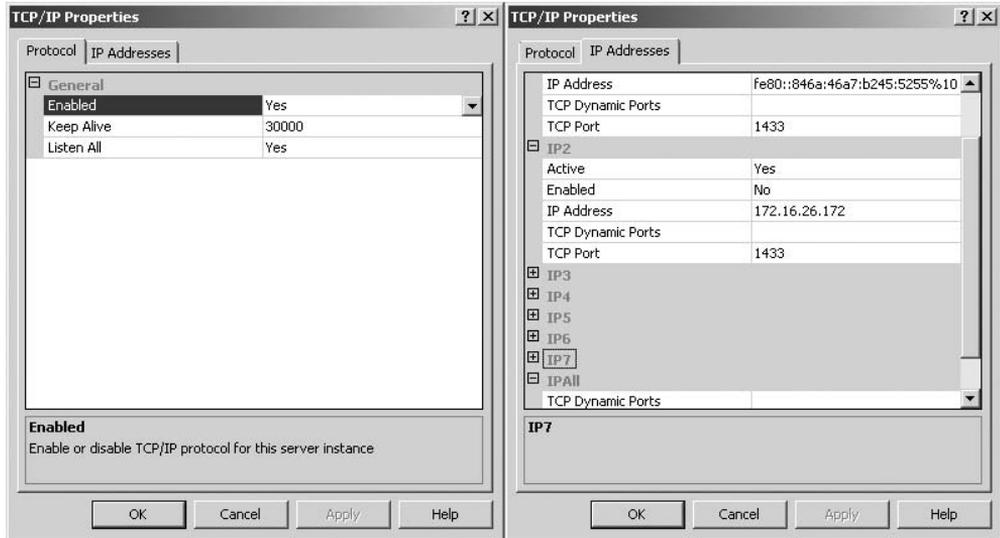 TCP/IP Properties
Protocol
IP Addresses
General
Enabled Yes
Keep Alive 30000
Listen All Yes
Enabled
Enable or disable TCP/IP protocol for this server instance
OK
Cancel
Apply
Help
TCP/IP Properties
Protocol
IP Addresses
IP Address fe80::846a:46a7:b245:5255%10
TCP Dynamic Ports
TCP Port 1433
IP2
Active Yes
Enabled No
IP Address 172.16.26.172
TCP Dynamic Ports
TCP Port 1433
IP3
IP4
IP5
IP6
IP7
IPAll
TCP Dynamic Ports
IP7
OK
Cancel
Apply
Help